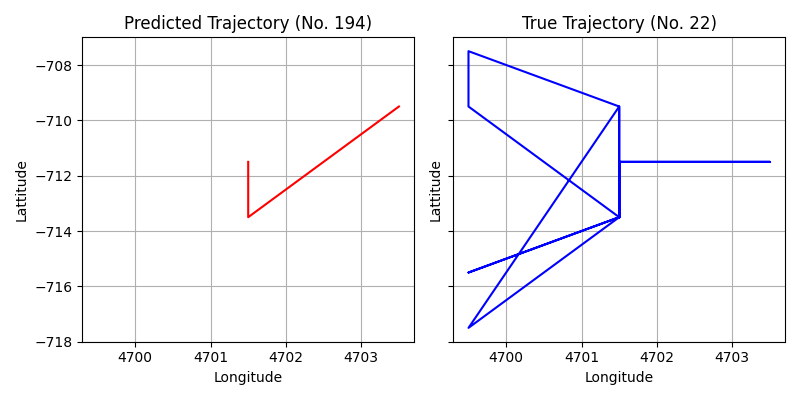 Predicted Trajectory (No. 194)
True Trajectory (No. 22)
Lattitude
−708
−710
−712
−714
−716
−718
4700
4701
4702
4703
Longitude
Lattitude
4700
4701
4702
4703
Longitude